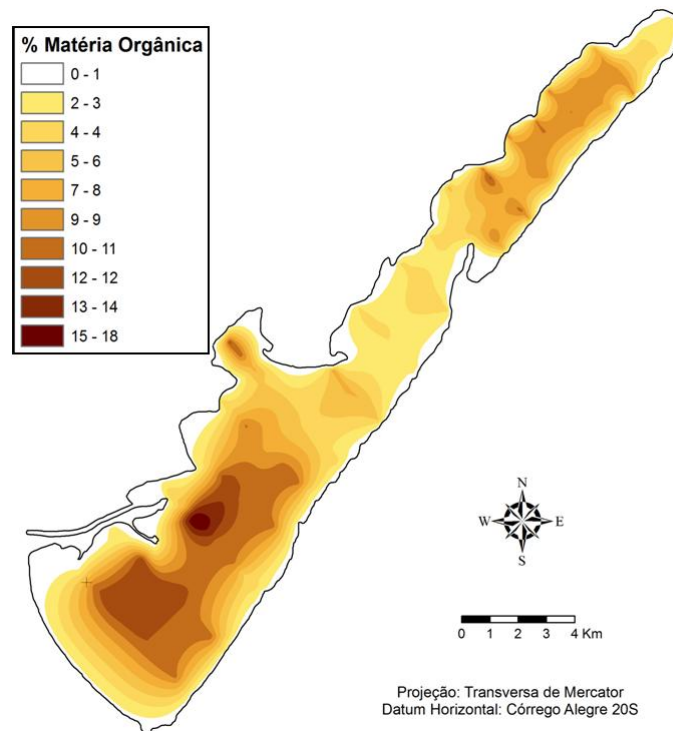 % Matéria Orgânica
0 - 1
2 - 3
4 - 4
5 - 6
7 - 8
9 - 9
10 - 11
12 - 12
13 - 14
15 - 18
N
W E
S
0 1 2 3 4 Km
Projeção: Transversa de Mercator
Datum Horizontal: Córrego Alegre 20S